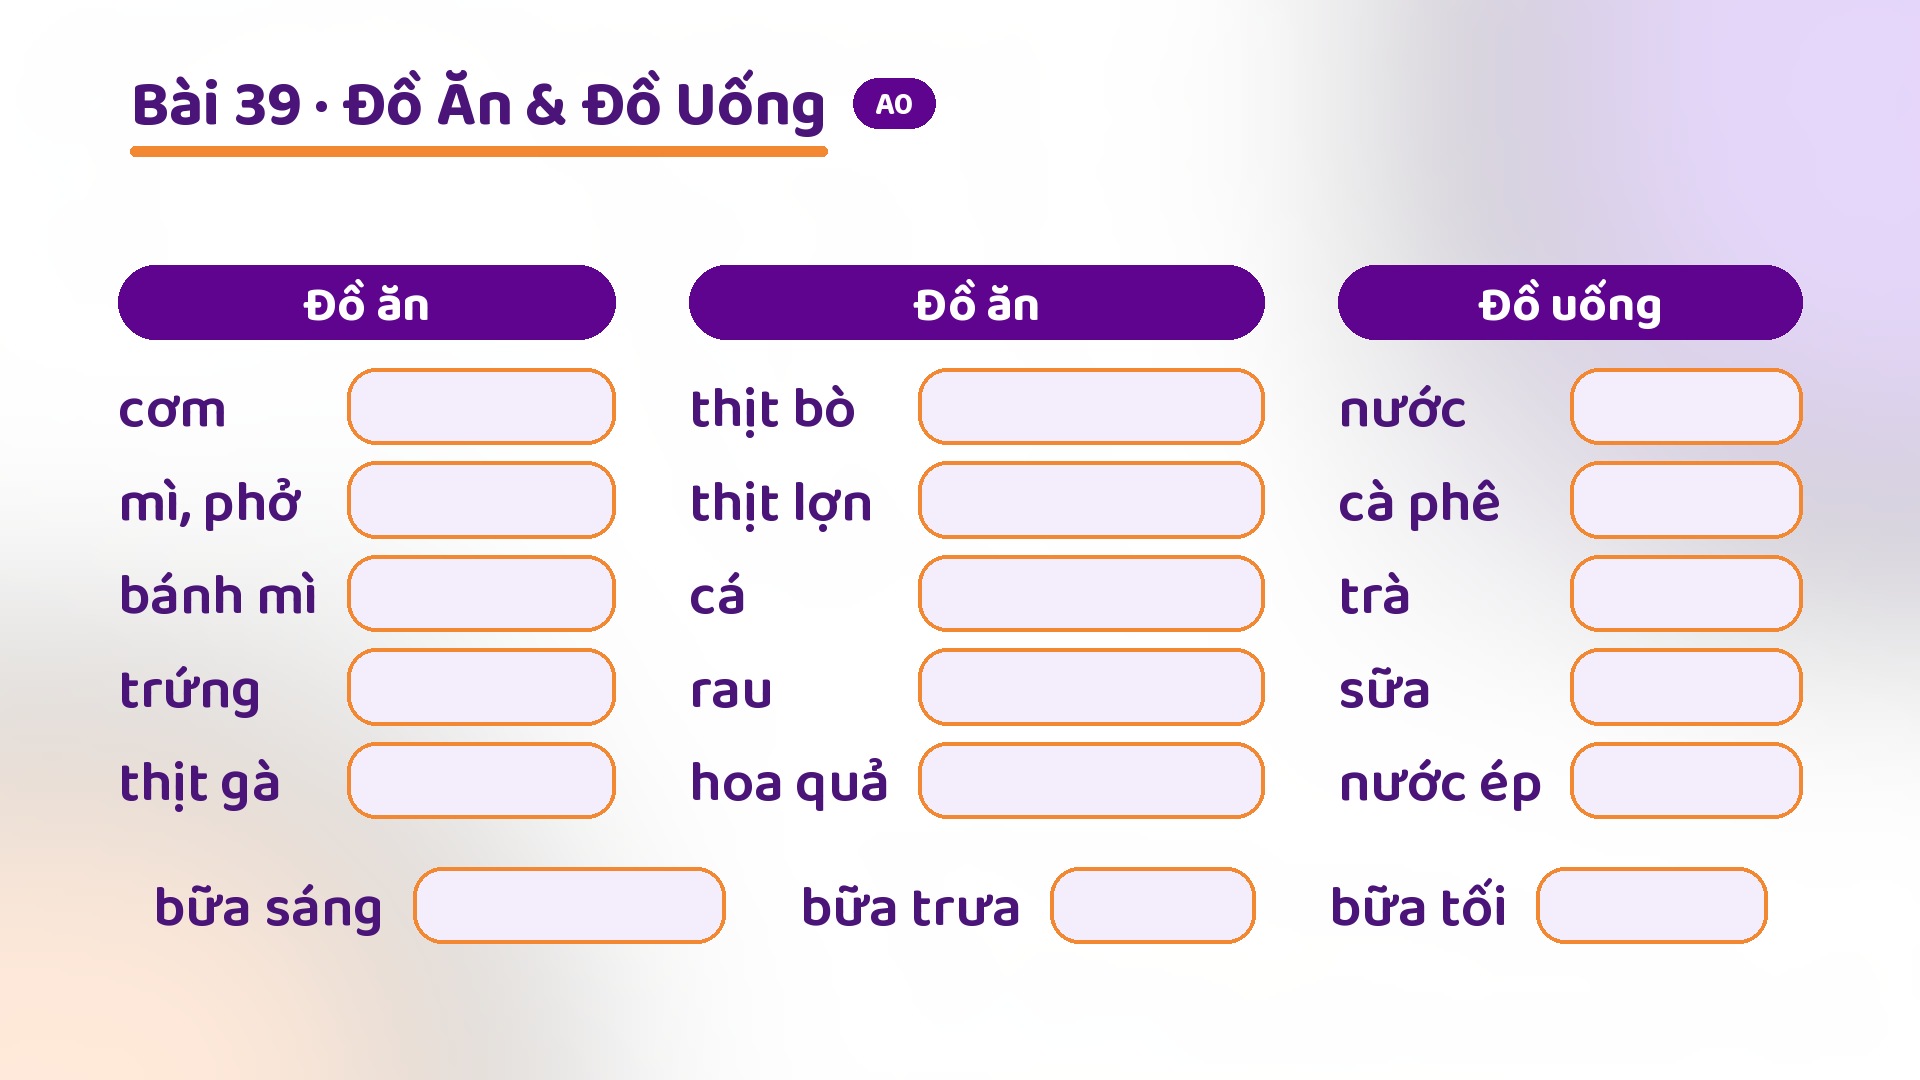 Bài 39 · Đồ Ăn & Đồ Uống A0
Đồ ăn
cơm
mì, phở
bánh mì
trứng
thịt gà
Đồ ăn
thịt bò
thịt lợn
cá
rau
hoa quả
Đồ uống
nước
cà phê
trà
sữa
nước ép
bữa sáng
bữa trưa
bữa tối